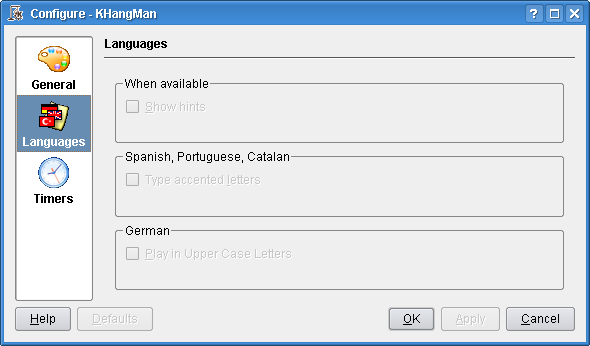 Configure - KHangMan
Languages
General
Languages
Timers
When available
Show hints
Spanish, Portuguese, Catalan
Type accented letters
German
Play in Upper Case Letters
Help
Defaults
OK
Apply
Cancel